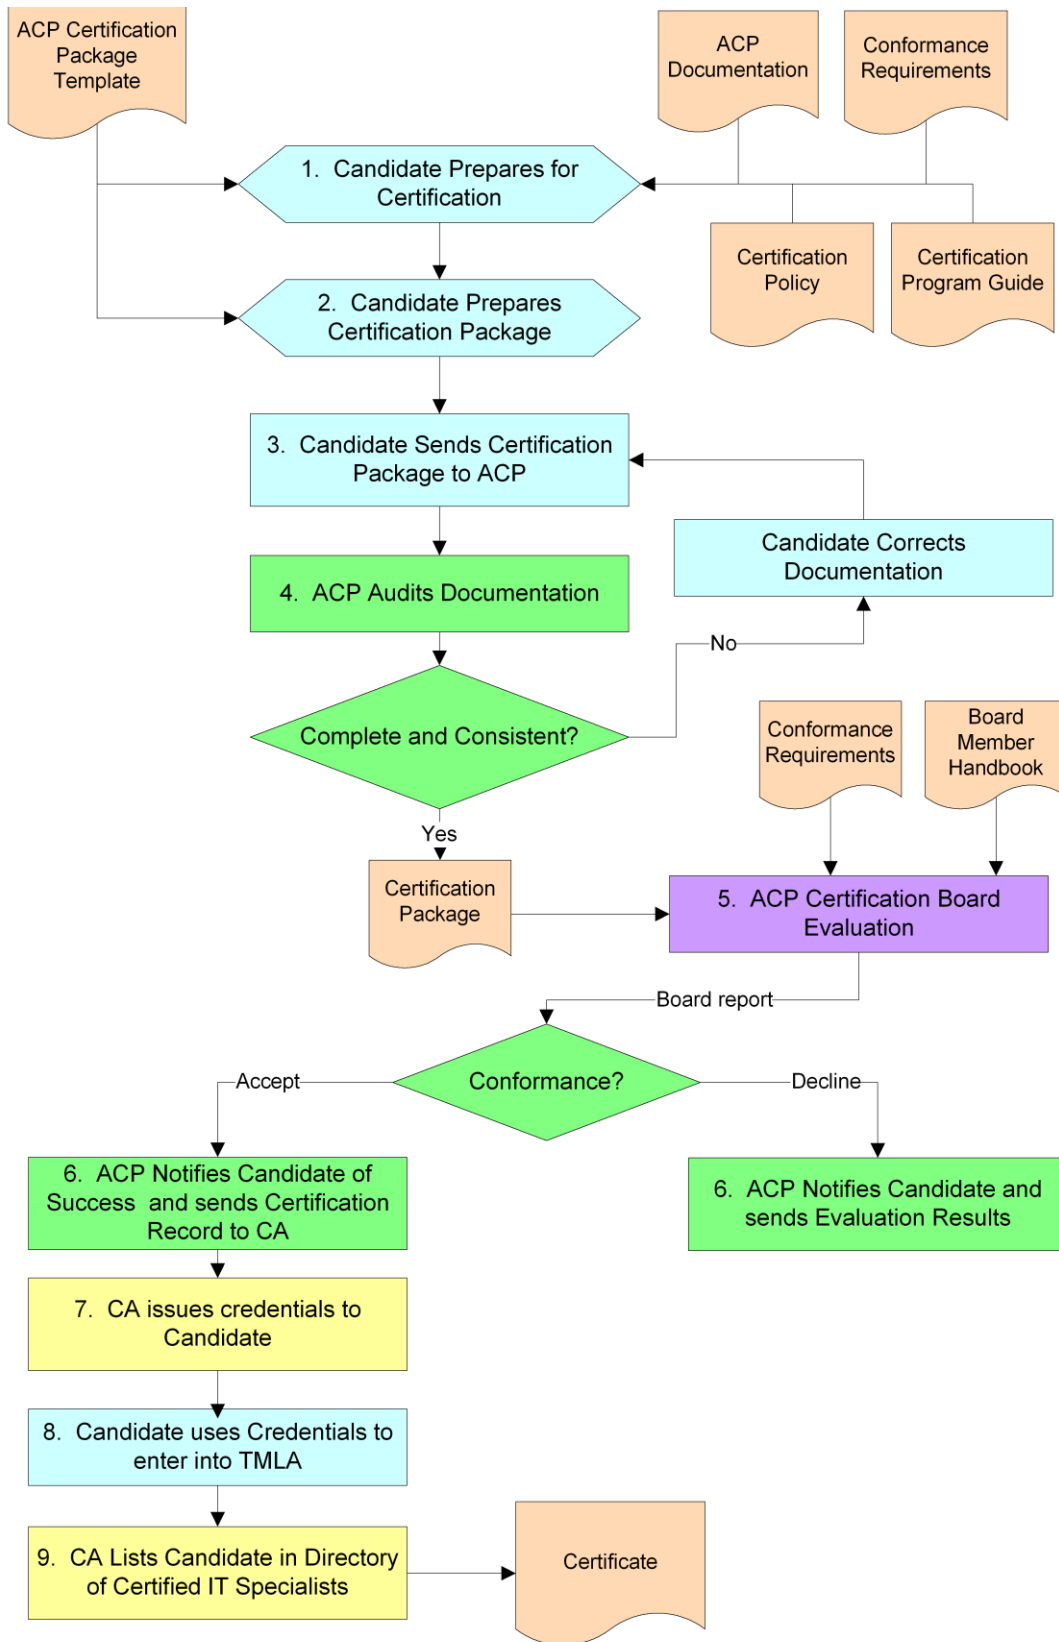 ACP Certification
Package
Template
ACP
Documentation
Conformance
Requirements
1.  Candidate Prepares for
Certification
Certification
Policy
Certification
Program Guide
2.  Candidate Prepares
Certification Package
3.  Candidate Sends Certification
Package to ACP
Candidate Corrects
Documentation
4.  ACP Audits Documentation
No
Complete and Consistent?
Conformance
Requirements
Board
Member
Handbook
Yes
Certification
Package
5.  ACP Certification Board
Evaluation
Board report
Conformance?
Accept
Decline
6.  ACP Notifies Candidate of
Success  and sends Certification
Record to CA
6.  ACP Notifies Candidate and
sends Evaluation Results
7.  CA issues credentials to
Candidate
8.  Candidate uses Credentials to
enter into TMLA
9.  CA Lists Candidate in Directory
of Certified IT Specialists
Certificate